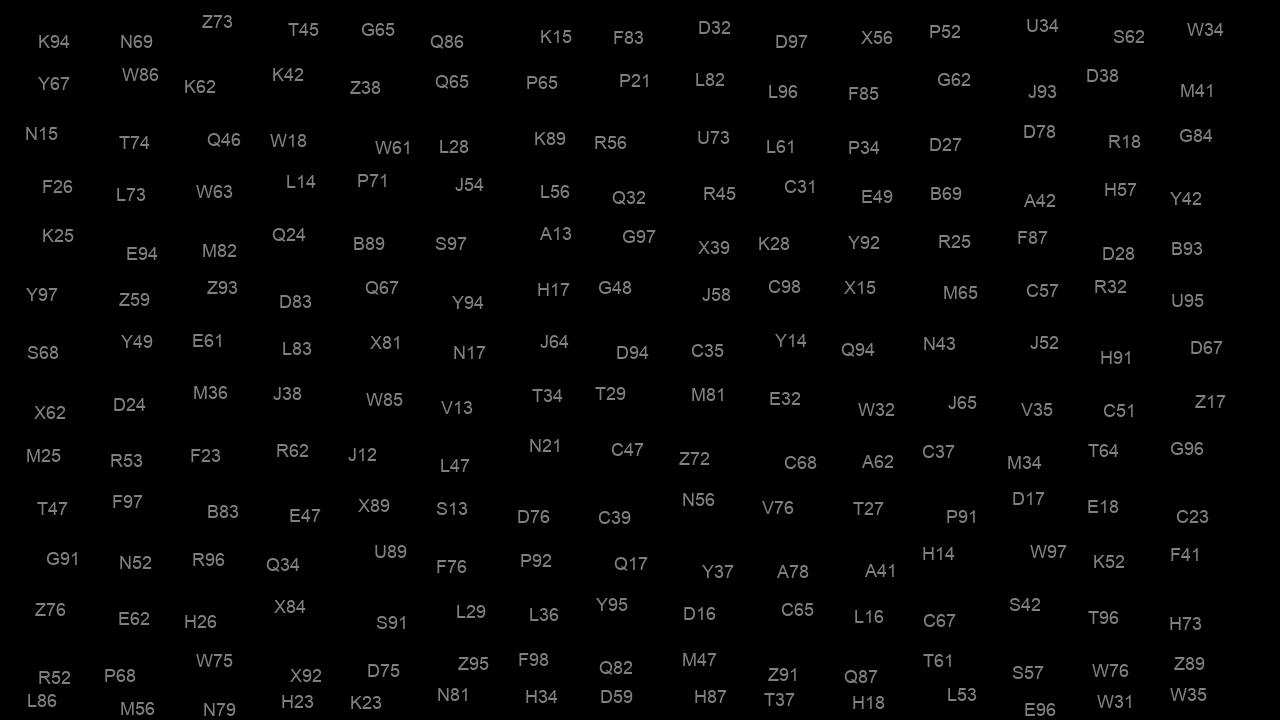 K94 N69 Z73 T45 G65 Q86 K15 F83 D32 D97 X56 P52 U34 S62 W34
Y67 W86 K62 K42 Z38 Q65 P65 P21 L82 L96 F85 G62 J93 D38 M41
N15 T74 Q46 W18 W61 L28 K89 R56 U73 L61 P34 D27 D78 R18 G84
F26 L73 W63 L14 P71 J54 L56 Q32 R45 C31 E49 B69 A42 H57 Y42
K25 E94 M82 Q24 B89 S97 A13 G97 X39 K28 Y92 R25 F87 D28 B93
Y97 Z59 Z93 D83 Q67 Y94 H17 G48 J58 C98 X15 M65 C57 R32 U95
S68 Y49 E61 L83 X81 N17 J64 D94 C35 Y14 Q94 N43 J52 H91 D67
X62 D24 M36 J38 W85 V13 T34 T29 M81 E32 W32 J65 V35 C51 Z17
M25 R53 F23 R62 J12 L47 N21 C47 Z72 C68 A62 C37 M34 T64 G96
T47 F97 B83 E47 X89 S13 D76 C39 N56 V76 T27 P91 D17 E18 C23
G91 N52 R96 Q34 U89 F76 P92 Q17 Y37 A78 A41 H14 W97 K52 F41
Z76 E62 H26 X84 S91 L29 L36 Y95 D16 C65 L16 C67 S42 T96 H73
R52 P68 W75 X92 D75 Z95 F98 Q82 M47 Z91 Q87 T61 S57 W76 Z89
L86 M56 N79 H23 K23 N81 H34 D59 H87 T37 H18 L53 E96 W31 W35